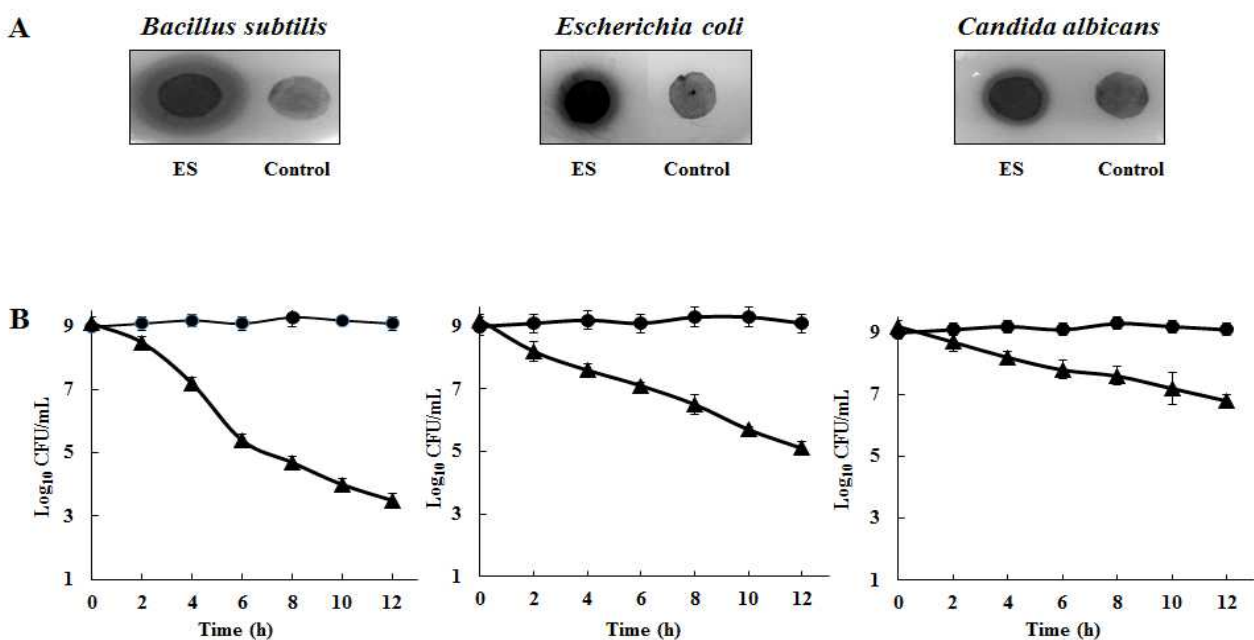 A
Bacillus subtilis
Escherichia coli
Candida albicans
ES Control
ES Control
ES Control
B
Log₁₀ CFU/mL
9
7
5
3
1
0 2 4 6 8 10 12
Time (h)
Log₁₀ CFU/mL
9
7
5
3
1
0 2 4 6 8 10 12
Time (h)
Log₁₀ CFU/mL
9
7
5
3
1
0 2 4 6 8 10 12
Time (h)